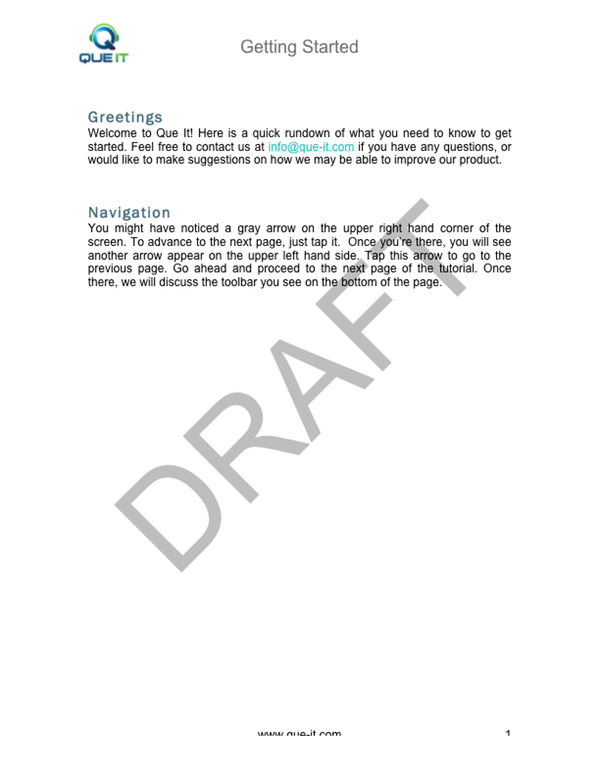 QUE IT
Getting Started
Greetings
Welcome to Que It! Here is a quick rundown of what you need to know to get
started. Feel free to contact us at info@que-it.com if you have any questions, or
would like to make suggestions on how we may be able to improve our product.
Navigation
You might have noticed a gray arrow on the upper right hand corner of the
screen. To advance to the next page, just tap it.  Once you're there, you will see
another arrow appear on the upper left hand side. Tap this arrow to go to the
previous page. Go ahead and proceed to the next page of the tutorial. Once
there, we will discuss the toolbar you see on the bottom of the page.
DRAFT
www.que-it.com 1